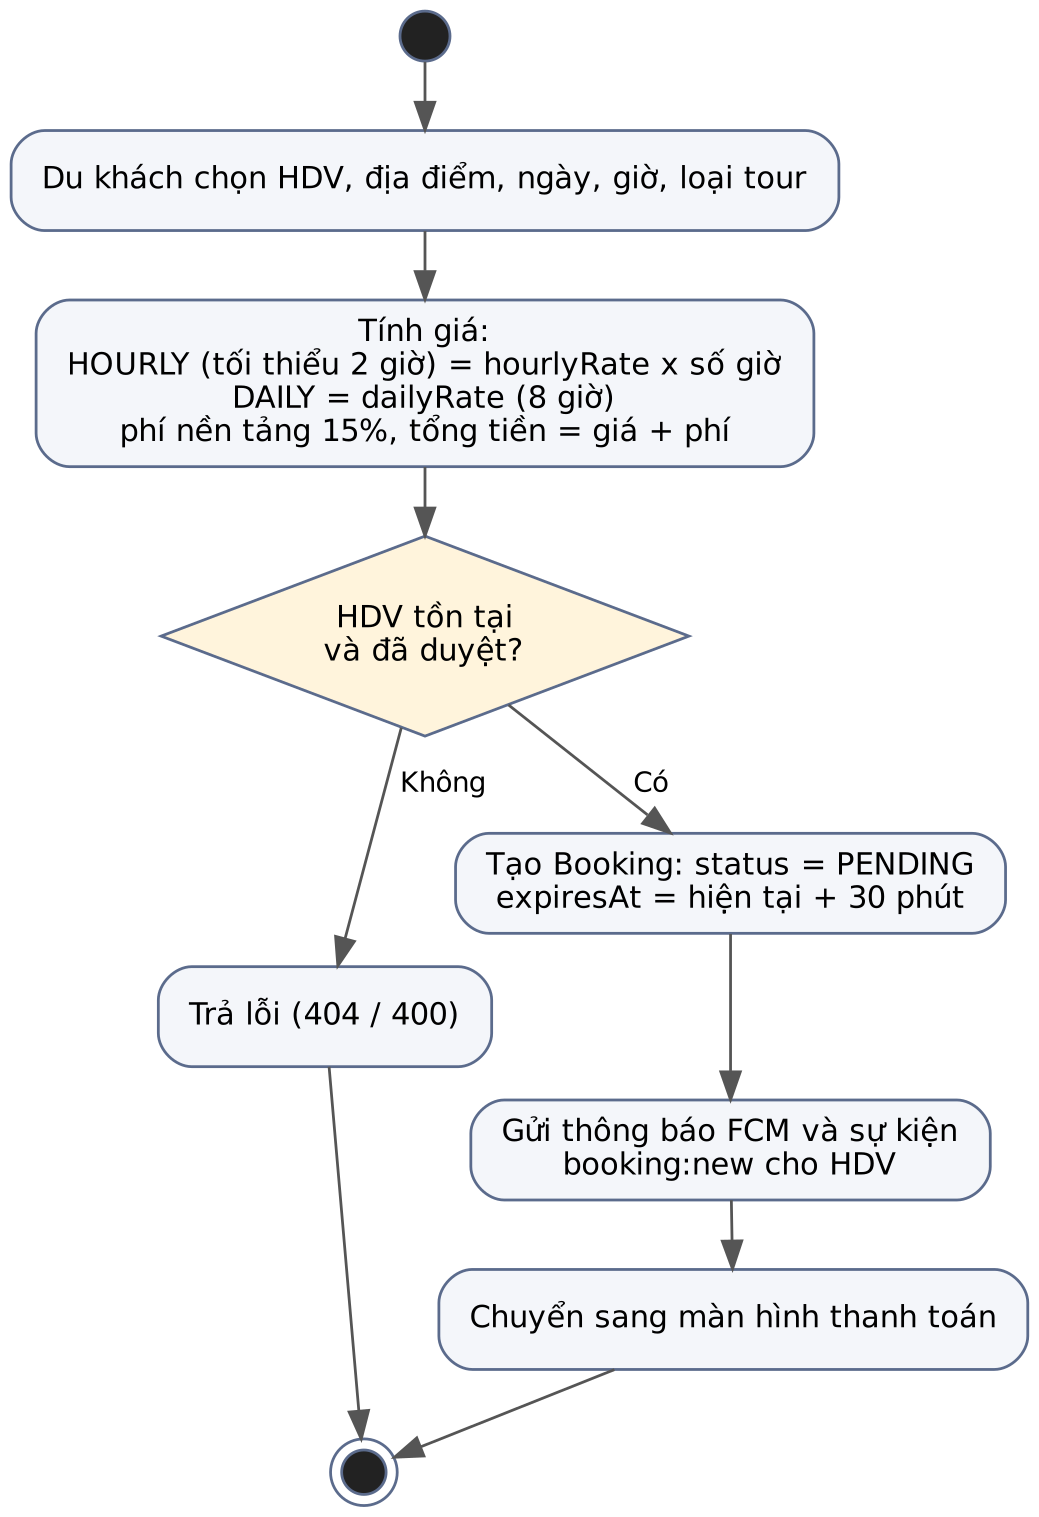 Du khách chọn HDV, địa điểm, ngày, giờ, loại tour
Tính giá:
HOURLY (tối thiểu 2 giờ) = hourlyRate x số giờ
DAILY = dailyRate (8 giờ)
phí nền tảng 15%, tổng tiền = giá + phí
HDV tồn tại
và đã duyệt?
Không
Có
Tạo Booking: status = PENDING
expiresAt = hiện tại + 30 phút
Trả lỗi (404 / 400)
Gửi thông báo FCM và sự kiện
booking:new cho HDV
Chuyển sang màn hình thanh toán